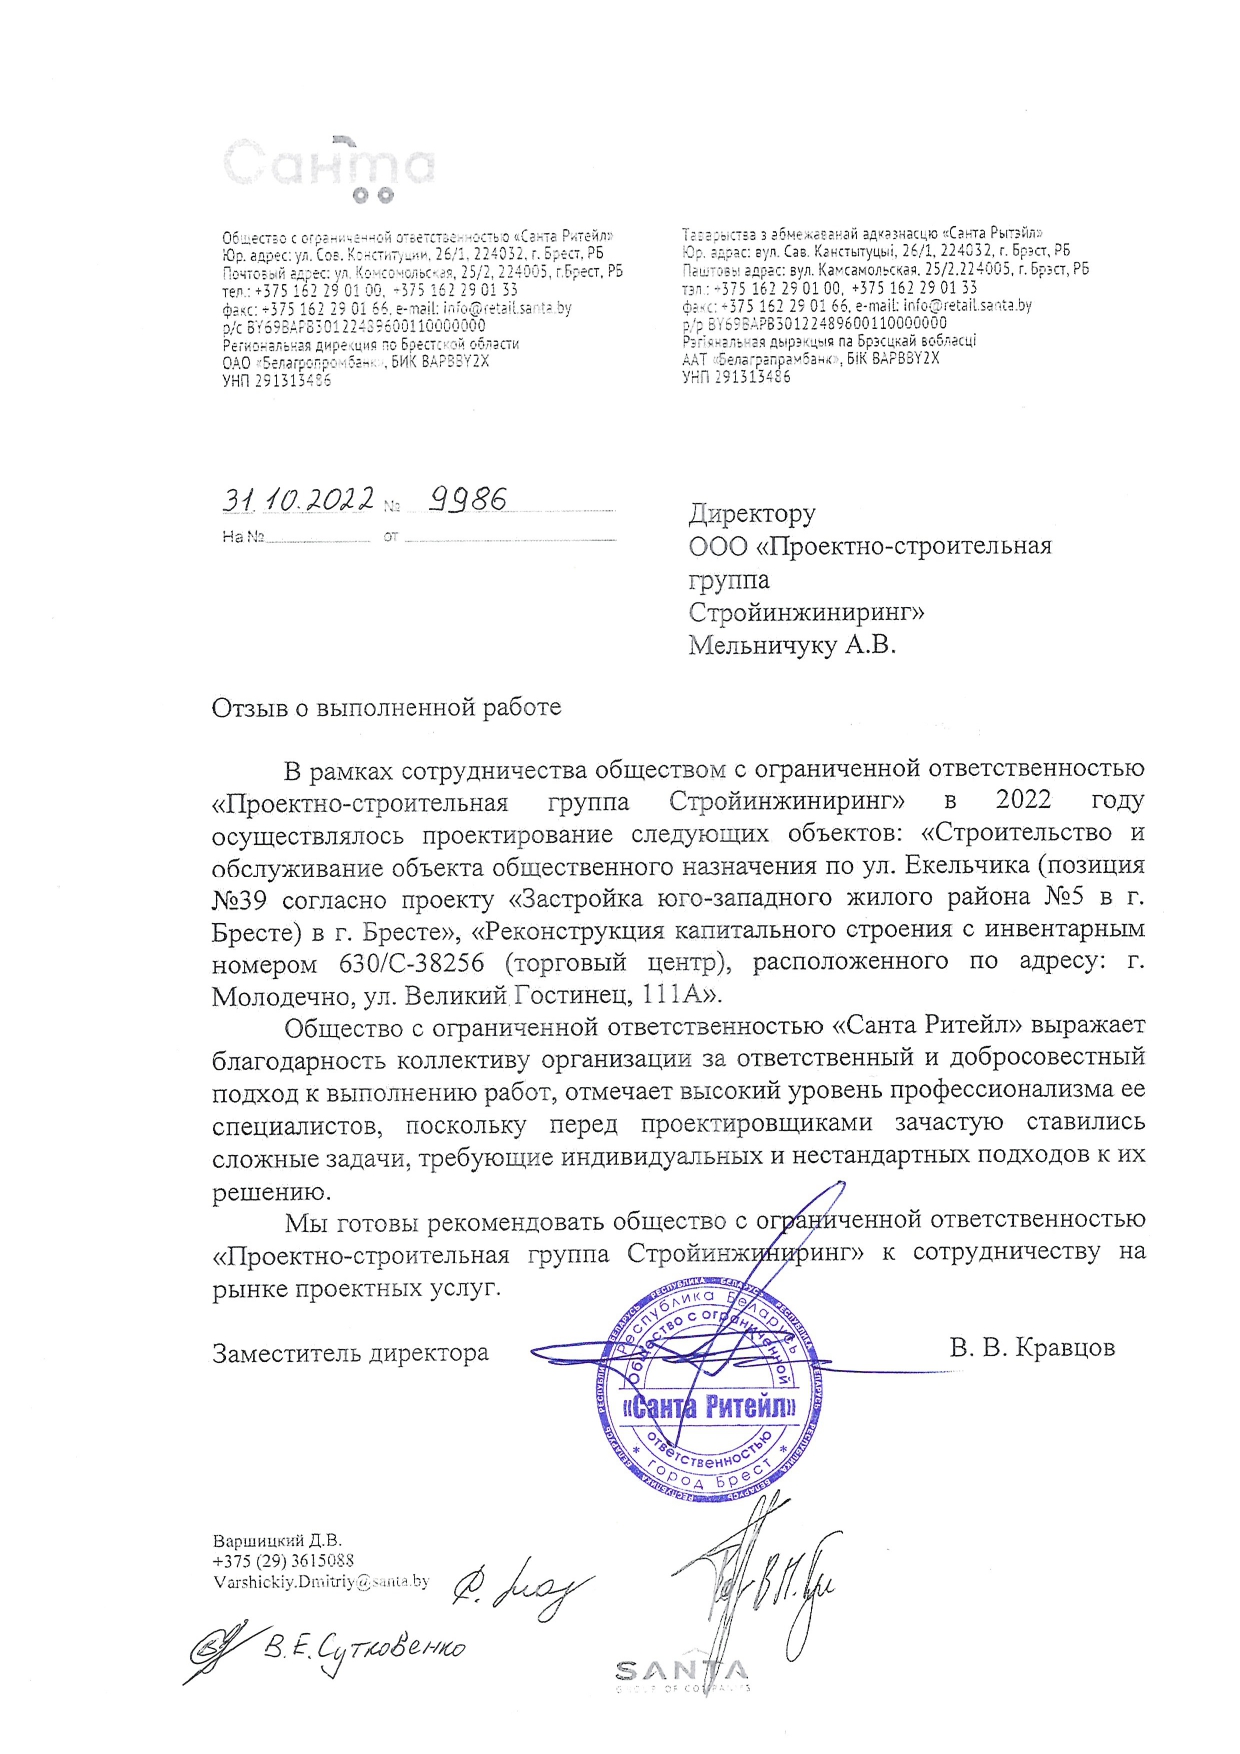 Санта
Общество с ограниченной ответственностью «Санта Ритейл»
Юр. адрес: ул. Сов. Конституции, 26/1, 224032, г. Брест, РБ
Почтовый адрес: ул. Комсомольская, 25/2, 224005, г.Брест, РБ
тел.: +375 162 29 01 00, +375 162 29 01 33
факс: +375 162 29 01 66, e-mail: info@retail.santa.by
р/с BY69BAPB30122489600110000000
Региональная дирекция по Брестской области
ОАО «Белагропромбанк», БИК BAPBBY2X
УНП 291313486
Таварыства з абмежаванай адказнасцю «Санта Рытэйл»
Юр. адрас: вул. Сав. Канстытуцыі, 26/1, 224032, г. Брэст, РБ
Паштовы адрас: вул. Камсамольская, 25/2,224005, г. Брэст, РБ
тэл.: +375 162 29 01 00, +375 162 29 01 33
факс: +375 162 29 01 66, e-mail: info@retail.santa.by
р/р BY69BAPB30122489600110000000
Рэгіянальная дырэкцыя па Брэсцкай вобласці
ААТ «Белаграпрамбанк», БІК BAPBBY2X
УНП 291313486
31.10.2022 № 9986
На № от
Директору
ООО «Проектно-строительная
группа
Стройинжиниринг»
Мельничуку А.В.
Отзыв о выполненной работе
В рамках сотрудничества обществом с ограниченной ответственностью
«Проектно-строительная группа Стройинжиниринг» в 2022 году
осуществлялось проектирование следующих объектов: «Строительство и
обслуживание объекта общественного назначения по ул. Екельчика (позиция
№39 согласно проекту «Застройка юго-западного жилого района №5 в г.
Бресте) в г. Бресте», «Реконструкция капитального строения с инвентарным
номером 630/С-38256 (торговый центр), расположенного по адресу: г.
Молодечно, ул. Великий Гостинец, 111А».
Общество с ограниченной ответственностью «Санта Ритейл» выражает
благодарность коллективу организации за ответственный и добросовестный
подход к выполнению работ, отмечает высокий уровень профессионализма ее
специалистов, поскольку перед проектировщиками зачастую ставились
сложные задачи, требующие индивидуальных и нестандартных подходов к их
решению.
Мы готовы рекомендовать общество с ограниченной ответственностью
«Проектно-строительная группа Стройинжиниринг» к сотрудничеству на
рынке проектных услуг.
Заместитель директора
В. В. Кравцов
РЕСПУБЛИКА БЕЛАРУСЬ
Республика Беларусь
Общество с ограниченной
«Санта Ритейл»
ответственностью
* город Брест *
Варшицкий Д.В.
+375 (29) 3615088
Varshickiy.Dmitriy@santa.by
В.Е.Сутковенко
SANTA
GROUP OF COMPANIES